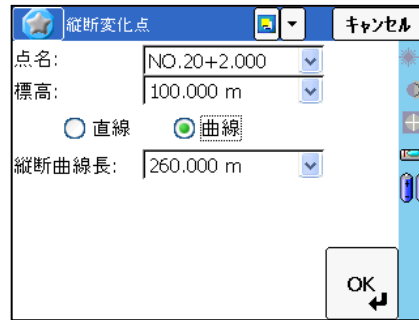 縦断変化点 キャンセル
点名: NO.20+2.000
標高: 100.000 m
直線 曲線
縦断曲線長: 260.000 m
OK